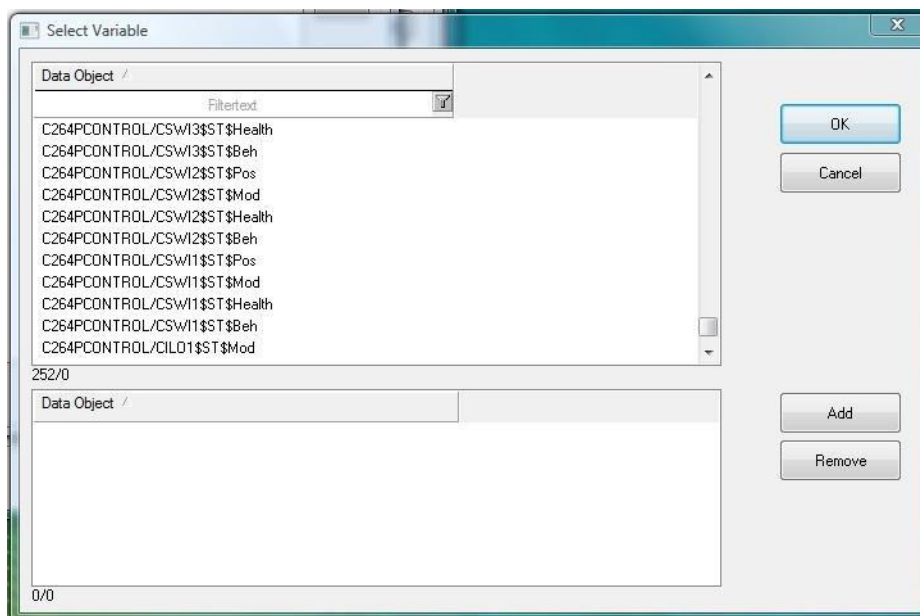 Select Variable
Data Object
Filtertext
C264PCONTROL/CSWI3$ST$Health
C264PCONTROL/CSWI3$ST$Beh
C264PCONTROL/CSWI2$ST$Pos
C264PCONTROL/CSWI2$ST$Mod
C264PCONTROL/CSWI2$ST$Health
C264PCONTROL/CSWI2$ST$Beh
C264PCONTROL/CSWI1$ST$Pos
C264PCONTROL/CSWI1$ST$Mod
C264PCONTROL/CSWI1$ST$Health
C264PCONTROL/CSWI1$ST$Beh
C264PCONTROL/CILO1$ST$Mod
252/0
OK
Cancel
Data Object
0/0
Add
Remove